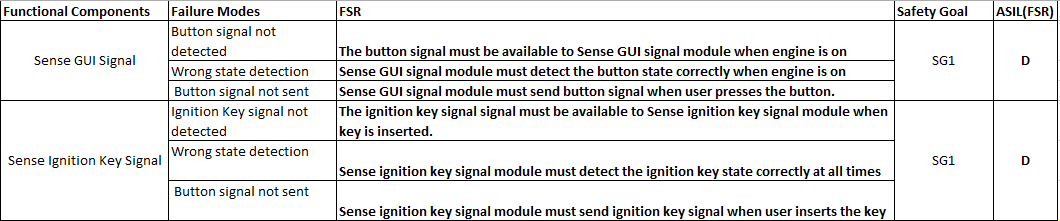 Functional Components Failure Modes FSR Safety Goal ASIL(FSR)
Sense GUI Signal
Button signal not
detected
The button signal must be available to Sense GUI signal module when engine is on
Wrong state detection
Sense GUI signal module must detect the button state correctly when engine is on
Button signal not sent
Sense GUI signal module must send button signal when user presses the button.
SG1
D
Sense Ignition Key Signal
Ignition Key signal not
detected
The ignition key signal signal must be available to Sense ignition key signal module when
key is inserted.
Wrong state detection
Sense ignition key signal module must detect the ignition key state correctly at all times
Button signal not sent
Sense ignition key signal module must send ignition key signal when user inserts the key
SG1
D